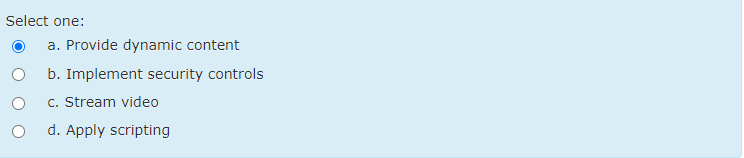 Select one:
a. Provide dynamic content
b. Implement security controls
c. Stream video
d. Apply scripting